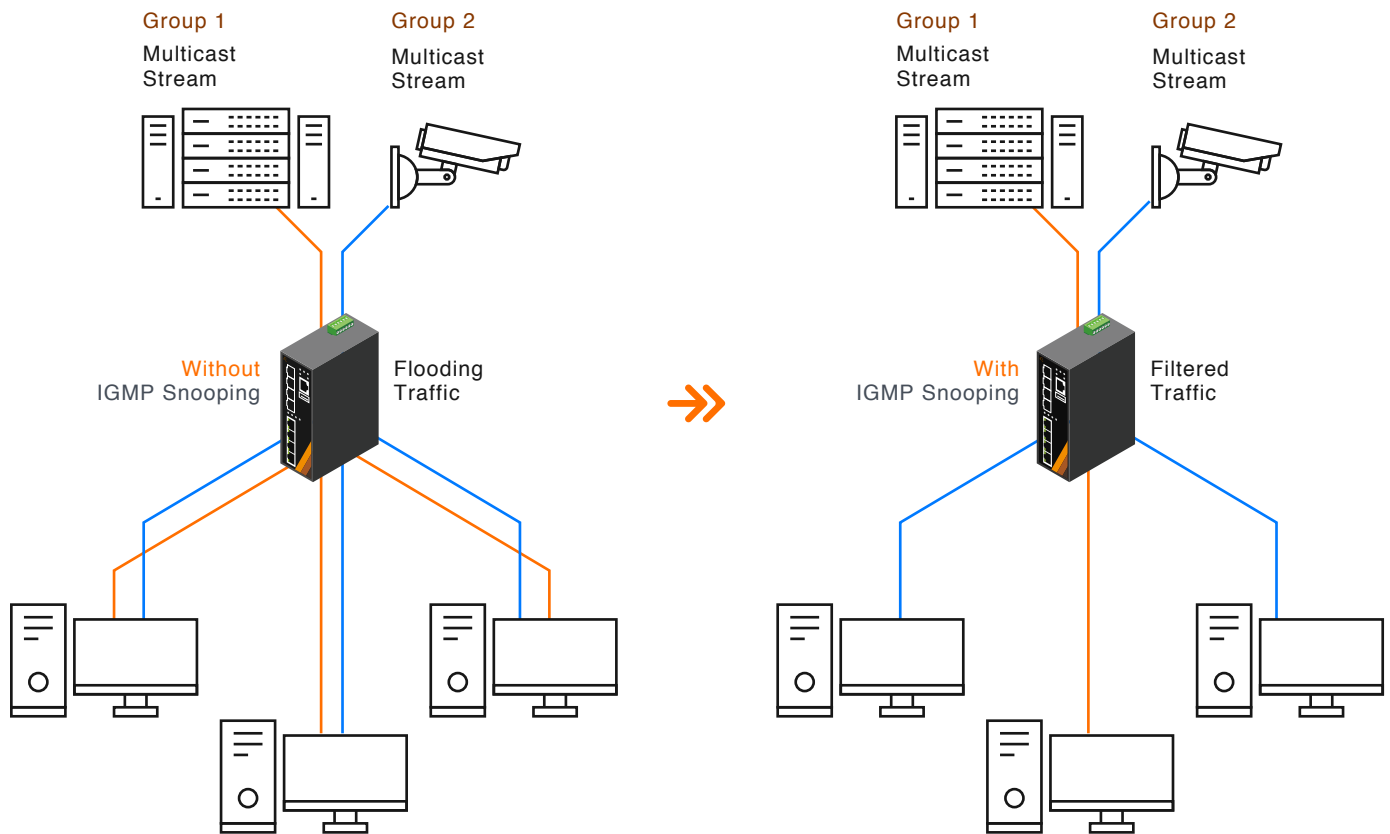 Group 1
Multicast
Stream
Group 2
Multicast
Stream
Without
IGMP Snooping
Flooding
Traffic
Group 1
Multicast
Stream
Group 2
Multicast
Stream
With
IGMP Snooping
Filtered
Traffic